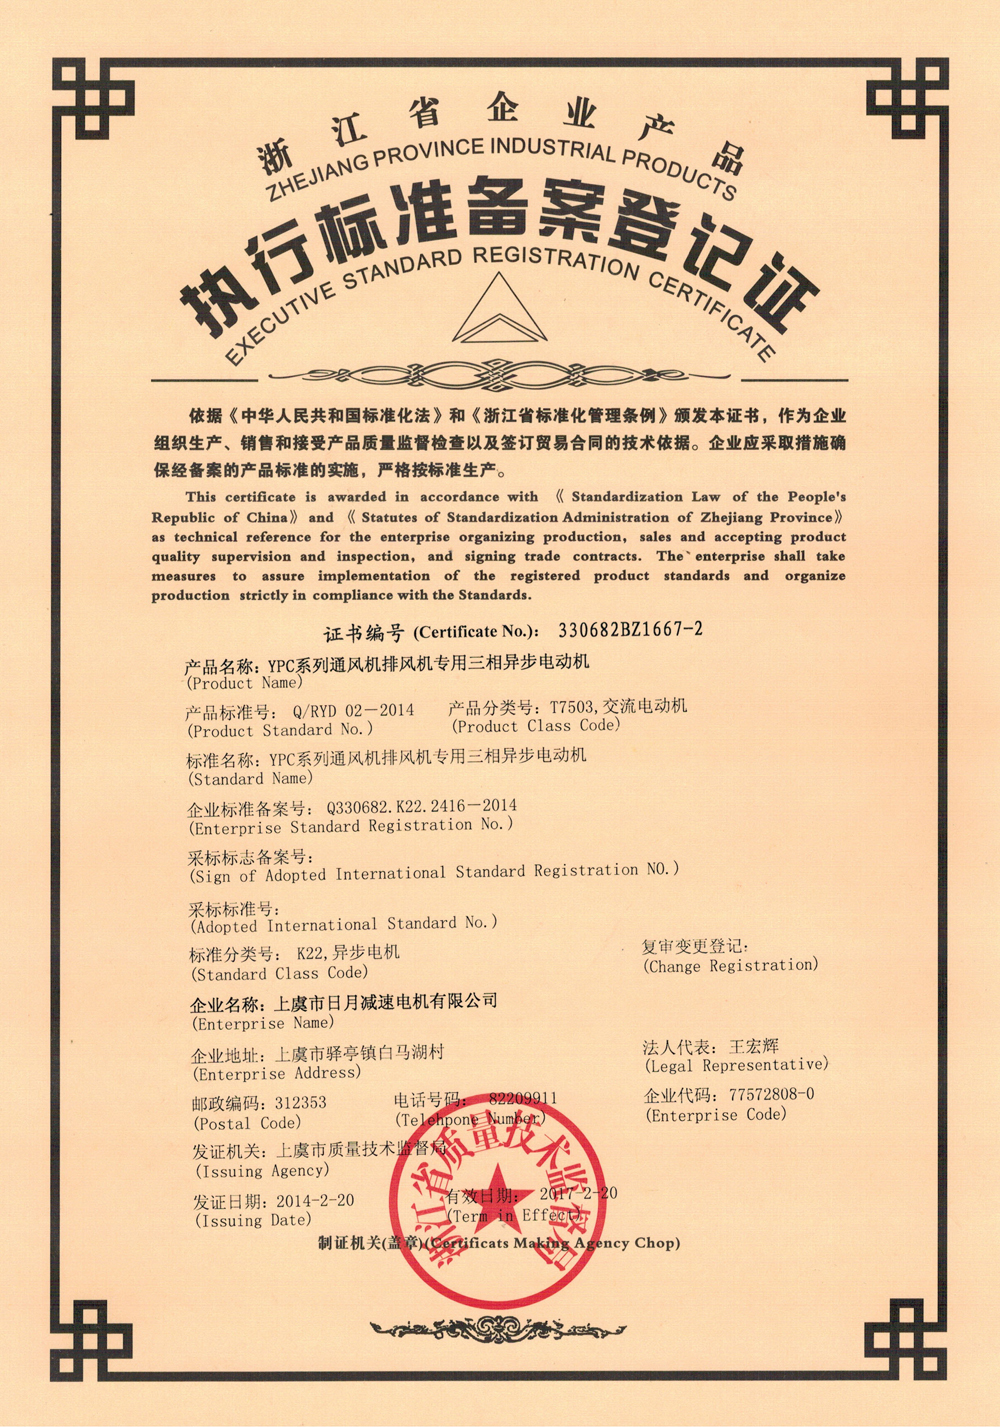 浙江省企业产品
ZHEJIANG PROVINCE INDUSTRIAL PRODUCTS
执行标准备案登记证
EXECUTIVE STANDARD REGISTRATION CERTIFICATE
依据《中华人民共和国标准化法》和《浙江省标准化管理条例》颁发本证书，作为企业
组织生产、销售和接受产品质量监督检查以及签订贸易合同的技术依据。企业应采取措施确
保经备案的产品标准的实施，严格按标准生产。
This certificate is awarded in accordance with 《 Standardization Law of the People's
Republic of China》 and 《 Statutes of Standardization Administration of Zhejiang Province》
as technical reference for the enterprise organizing production, sales and accepting product
quality supervision and inspection, and signing trade contracts. The enterprise shall take
measures to assure implementation of the registered product standards and organize
production strictly in compliance with the Standards.
证书编号 (Certificate No.): 330682BZ1667-2
产品名称: YPC系列通风机排风机专用三相异步电动机
(Product Name)
产品标准号: Q/RYD 02－2014 产品分类号: T7503,交流电动机
(Product Standard No.) (Product Class Code)
标准名称: YPC系列通风机排风机专用三相异步电动机
(Standard Name)
企业标准备案号: Q330682.K22.2416－2014
(Enterprise Standard Registration No.)
采标标志备案号:
(Sign of Adopted International Standard Registration NO.)
采标标准号:
(Adopted International Standard No.)
标准分类号: K22,异步电机 复审变更登记:
(Standard Class Code) (Change Registration)
企业名称: 上虞市日月减速电机有限公司
(Enterprise Name)
企业地址: 上虞市驿亭镇白马湖村 法人代表: 王宏辉
(Enterprise Address) (Legal Representative)
邮政编码: 312353 电话号码: 82209911 企业代码: 77572808-0
(Postal Code) (Telehpone Number) (Enterprise Code)
发证机关: 上虞市质量技术监督局
(Issuing Agency)
发证日期: 2014-2-20 有效日期: 2017-2-20
(Issuing Date) (Term in Effect)
制证机关(盖章)(Certificats Making Agency Chop)
浙江省质量技术监督局